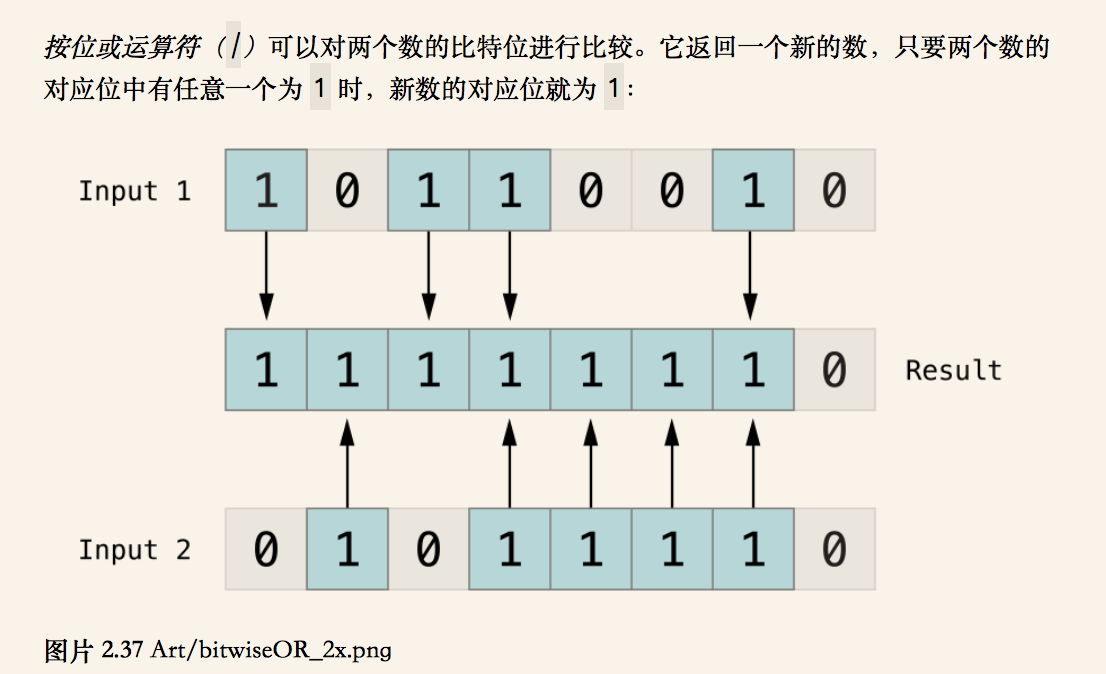 按位或运算符（|）可以对两个数的比特位进行比较。它返回一个新的数，只要两个数的
对应位中有任意一个为 1 时，新数的对应位就为 1：
Input 1 1 0 1 1 0 0 1 0
1 1 1 1 1 1 1 0 Result
Input 2 0 1 0 1 1 1 1 0
图片 2.37 Art/bitwiseOR_2x.png